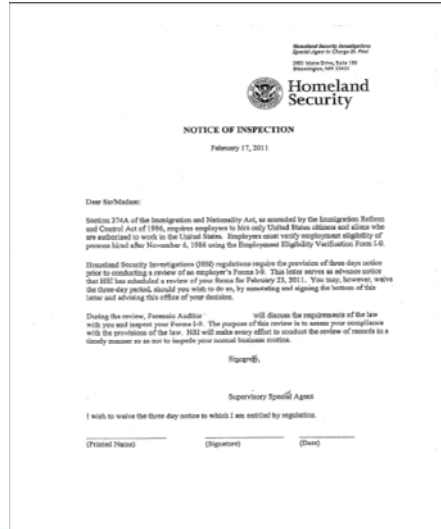 Homeland Security Investigations
Special Agent in Charge St. Paul
2901 Metro Drive, Suite 100
Bloomington, MN 55425
Homeland
Security
NOTICE OF INSPECTION
February 17, 2011
Dear Sir/Madam:
Section 274A of the Immigration and Nationality Act, as amended by the Immigration Reform
and Control Act of 1986, requires employers to hire only United States citizens and aliens who
are authorized to work in the United States. Employers must verify employment eligibility of
persons hired after November 6, 1986 using the Employment Eligibility Verification Form I-9.
Homeland Security Investigations (HSI) regulations require the provision of three days notice
prior to conducting a review of an employer's Forms I-9. This letter serves as advance notice
that HSI has scheduled a review of your forms for February 23, 2011. You may, however, waive
the three-day period, should you wish to do so, by annotating and signing the bottom of this
letter and advising this office of your decision.
During the review, Forensic Auditor will discuss the requirements of the law
with you and inspect your Forms I-9. The purpose of this review is to assess your compliance
with the provisions of the law. HSI will make every effort to conduct the review of records in a
timely manner so as not to impede your normal business routine.
Sincerely,
Supervisory Special Agent
I wish to waive the three day notice to which I am entitled by regulation.
(Printed Name) (Signature) (Date)